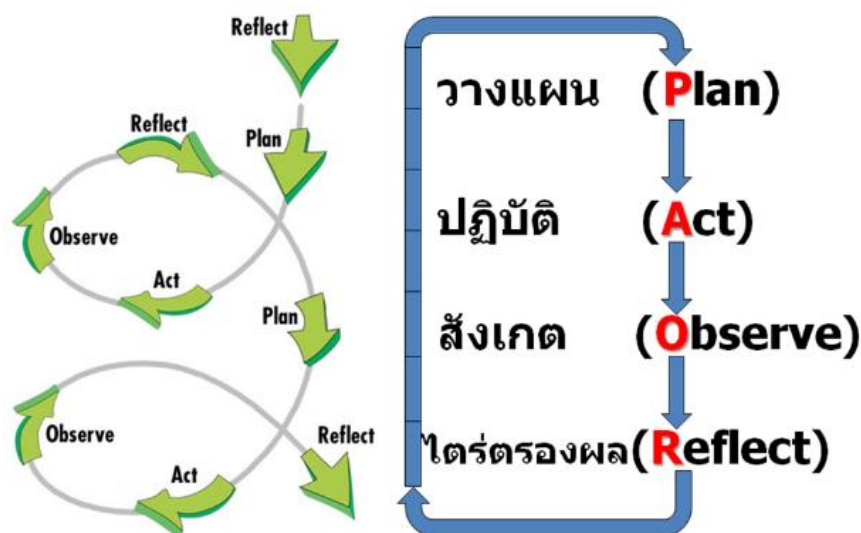 Reflect
Reflect
Plan
Observe
Act
Plan
Observe
Reflect
Act
วางแผน (Plan)
ปฏิบัติ (Act)
สังเกต (Observe)
ไตร่ตรองผล(Reflect)